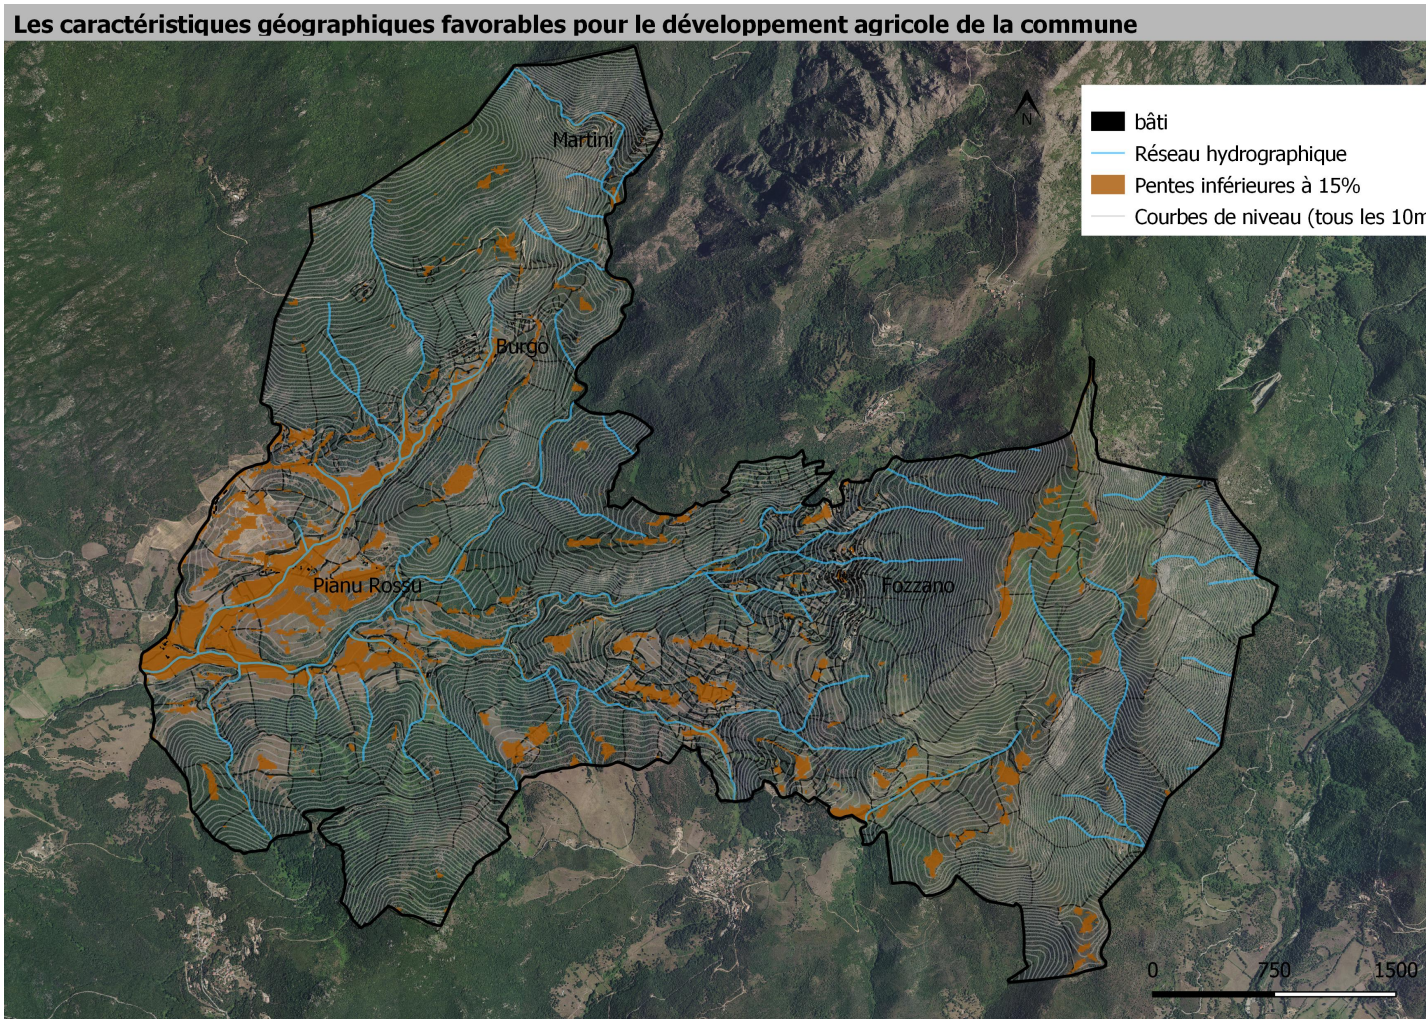 Les caractéristiques géographiques favorables pour le développement agricole de la commune
N
bâti
Réseau hydrographique
Pentes inférieures à 15%
Courbes de niveau (tous les 10m
Martini
Burgo
Pianu Rossu
Fozzano
0 750 1500